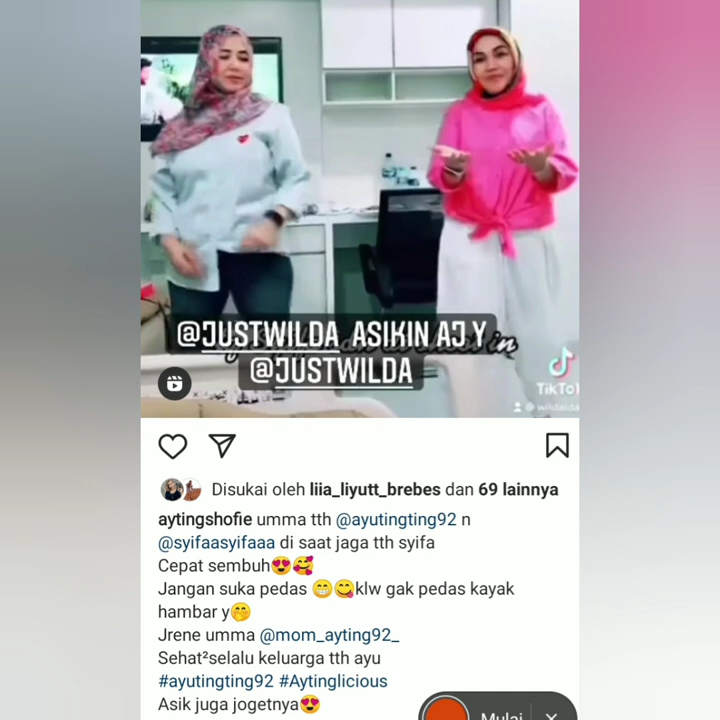 @JUSTWILDA ASIKIN AJ Y
in
@JUSTWILDA
TikTo
Disukai oleh liia_liyutt_brebes dan 69 lainnya
aytingshofie umma tth @ayutingting92 n
@syifaasyifaaa di saat jaga tth syifa
Cepat sembuh😍🥰
Jangan suka pedas 😁😋klw gak pedas kayak
hambar y🤭
Jrene umma @mom_ayting92_
Sehat²selalu keluarga tth ayu
#ayutingting92 #Aytinglicious
Asik juga jogetnya😍
Mulai